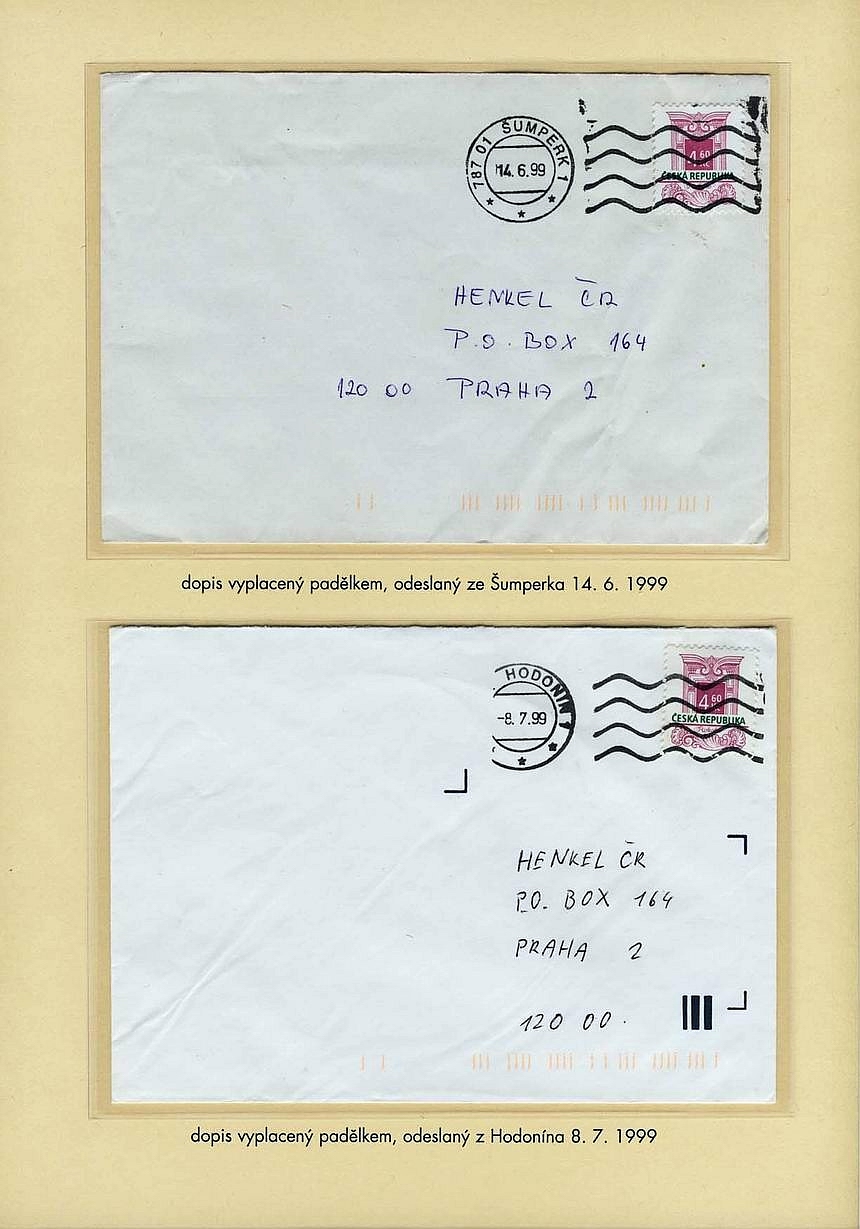 787 01 ŠUMPERK 1
14. 6. 99
4 60
ČESKÁ REPUBLIKA
HENKEL ČR
P.O. BOX 164
120 00 PRAHA 2
dopis vyplacený padělkem, odeslaný ze Šumperka 14. 6. 1999
HODONÍN 1
-8. 7. 99
4 60
ČESKÁ REPUBLIKA
HENKEL ČR
P.O. BOX 164
PRAHA 2
120 00.
dopis vyplacený padělkem, odeslaný z Hodonína 8. 7. 1999